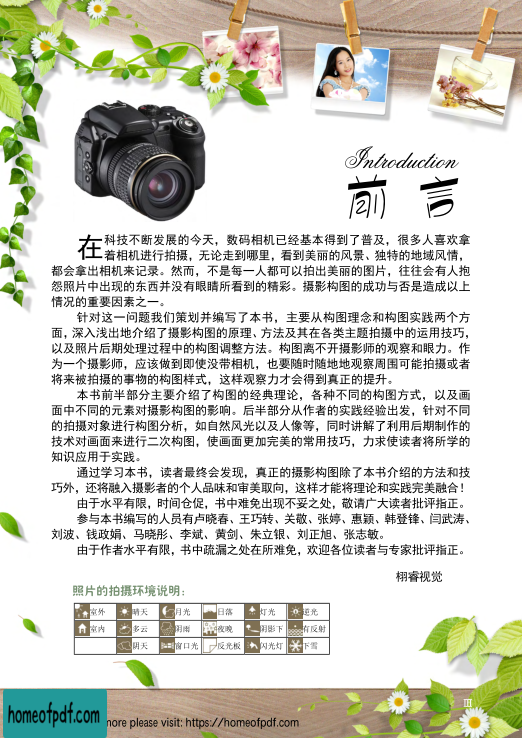 Introduction
前言
在科技不断发展的今天，数码相机已经基本得到了普及，很多人喜欢拿
着相机进行拍摄，无论走到哪里，看到美丽的风景、独特的地域风情，
都会拿出相机来记录。然而，不是每一人都可以拍出美丽的图片，往往会有人抱
怨照片中出现的东西并没有眼睛所看到的精彩。摄影构图的成功与否是造成以上
情况的重要因素之一。
针对这一问题我们策划并编写了本书，主要从构图理念和构图实践两个方
面，深入浅出地介绍了摄影构图的原理、方法及其在各类主题拍摄中的运用技巧，
以及照片后期处理过程中的构图调整方法。构图离不开摄影师的观察和眼力。作
为一个摄影师，应该做到即使没带相机，也要随时随地地观察周围可能拍摄或者
将来被拍摄的事物的构图样式，这样观察力才会得到真正的提升。
本书前半部分主要介绍了构图的经典理论，各种不同的构图方式，以及画
面中不同的元素对摄影构图的影响。后半部分从作者的实践经验出发，针对不同
的拍摄对象进行构图分析，如自然风光以及人像等，同时讲解了利用后期制作的
技术对画面来进行二次构图，使画面更加完美的常用技巧，力求使读者将所学的
知识应用于实践。
通过学习本书，读者最终会发现，真正的摄影构图除了本书介绍的方法和技
巧外，还将融入摄影者的个人品味和审美取向，这样才能将理论和实践完美融合！
由于水平有限，时间仓促，书中难免出现不妥之处，敬请广大读者批评指正。
参与本书编写的人员有卢晓春、王巧转、关敬、张婷、惠颖、韩登锋、闫武涛、
刘波、钱政娟、马晓彤、李斌、黄剑、朱立银、刘正旭、张志敏。
由于作者水平有限，书中疏漏之处在所难免，欢迎各位读者与专家批评指正。
栩睿视觉
照片的拍摄环境说明：
室外 晴天 月光 日落 灯光 逆光
室内 多云 阴雨 夜晚 阴影下 有反射
阴天 窗口光 反光板 闪光灯 下雪
III
homeofpdf.com
more please visit: https://homeofpdf.com